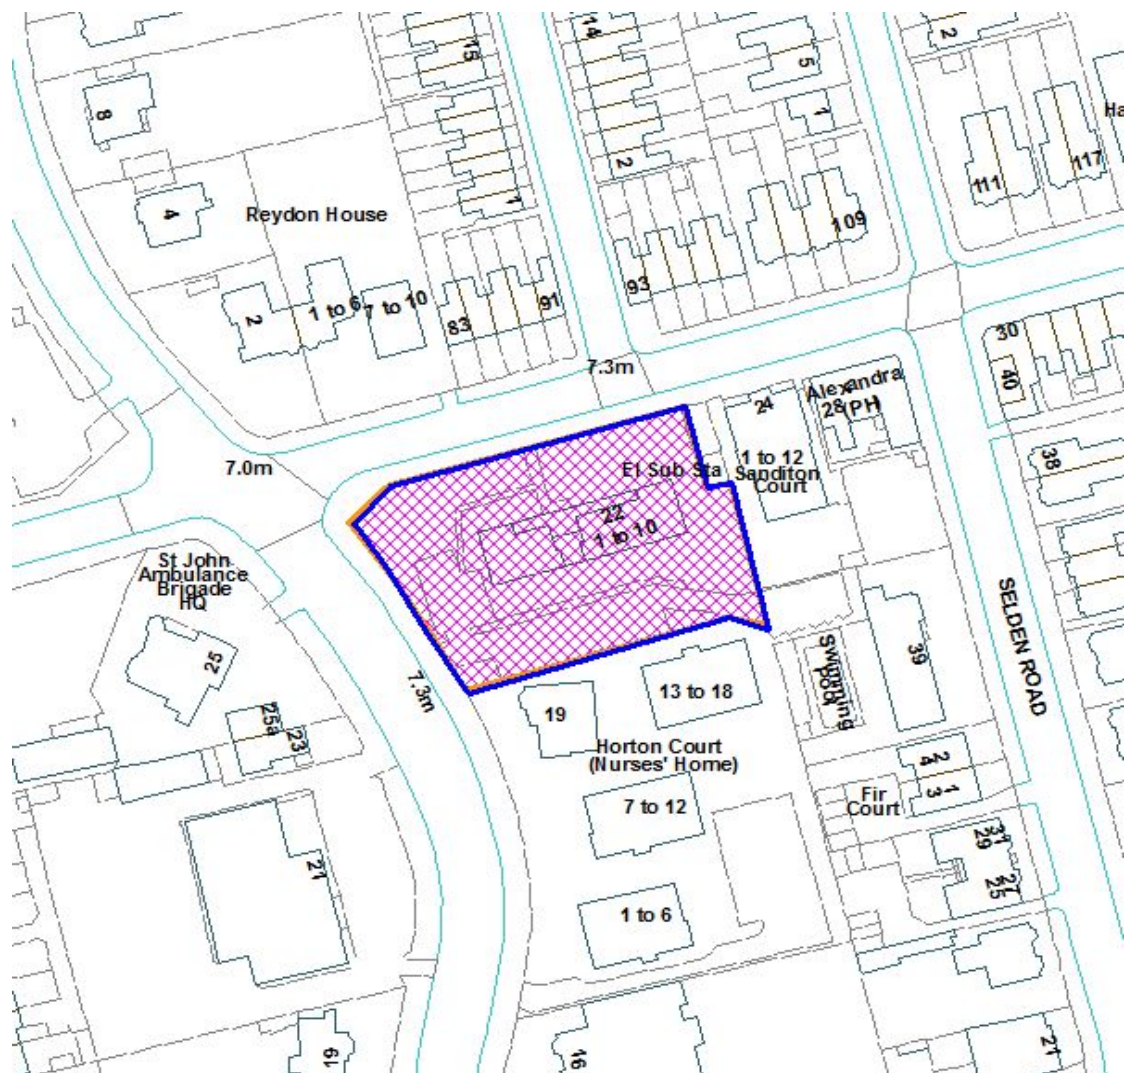 15
14
5
2
8
2
1
Ha
111
117
4
Reydon House
1
109
2
1 to 6
7 to 10
83
91
93
30
40
7.3m
24
Alexandra
28 (PH)
7.0m
1 to 12
Sanditon
Court
El Sub Sta
38
22
1 to 10
St John
Ambulance
Brigade
HQ
25
SELDEN ROAD
Swimming
Pool
39
7.3m
13 to 18
19
25a
23
Horton Court
(Nurses' Home)
2
4
1
3
Fir
Court
7 to 12
31
29
27
25
21
1 to 6
19
16
21